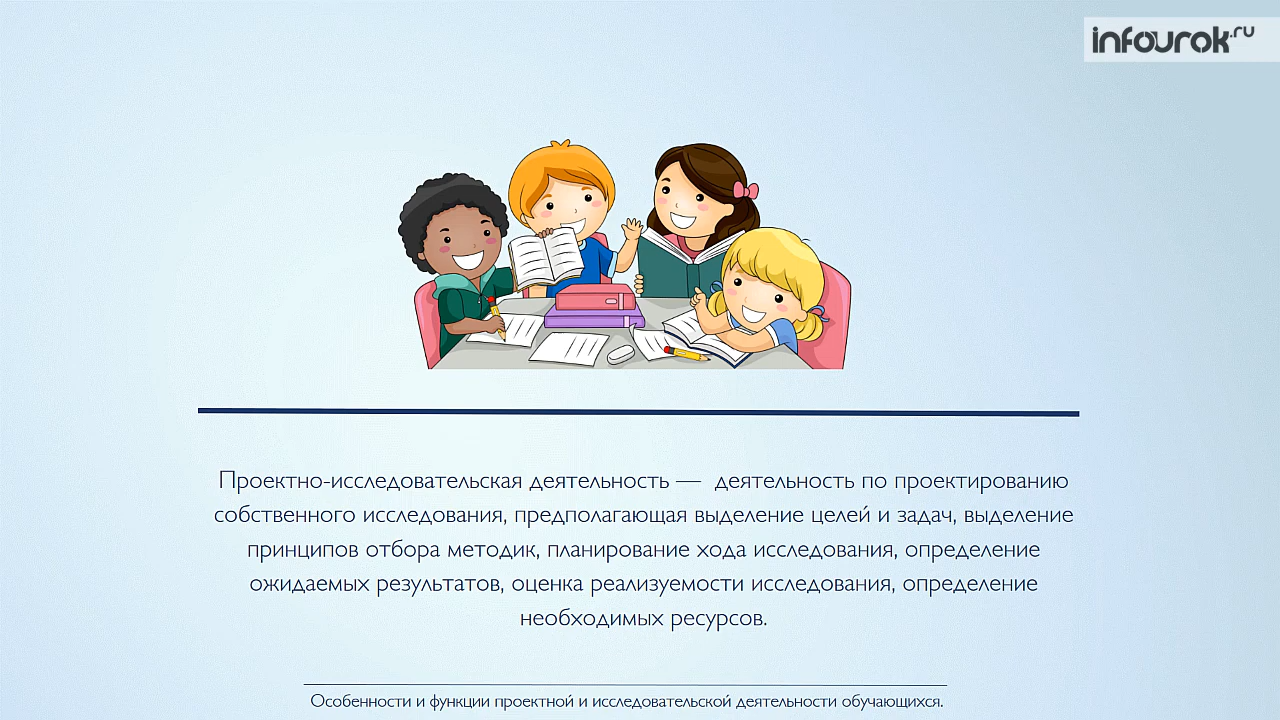 infourok.ru
Проектно-исследовательская деятельность — деятельность по проектированию
собственного исследования, предполагающая выделение целей и задач, выделение
принципов отбора методик, планирование хода исследования, определение
ожидаемых результатов, оценка реализуемости исследования, определение
необходимых ресурсов.
Особенности и функции проектной и исследовательской деятельности обучающихся.